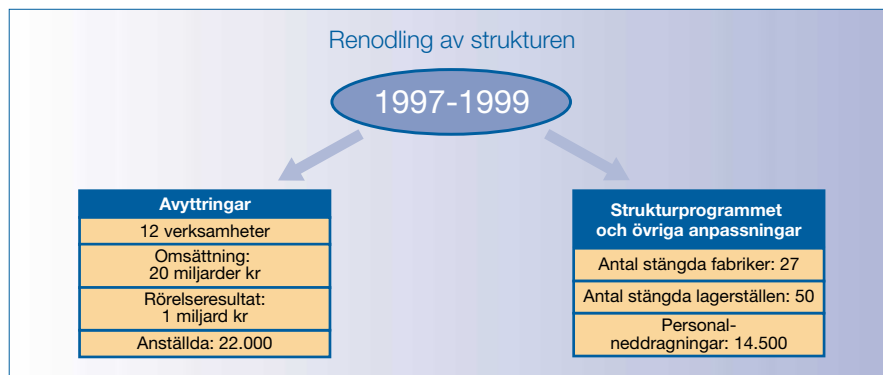 Renodling av strukturen
1997-1999
Avyttringar
12 verksamheter
Omsättning:
20 miljarder kr
Rörelseresultat:
1 miljard kr
Anställda: 22.000
Strukturprogrammet
och övriga anpassningar
Antal stängda fabriker: 27
Antal stängda lagerställen: 50
Personal-
neddragningar: 14.500